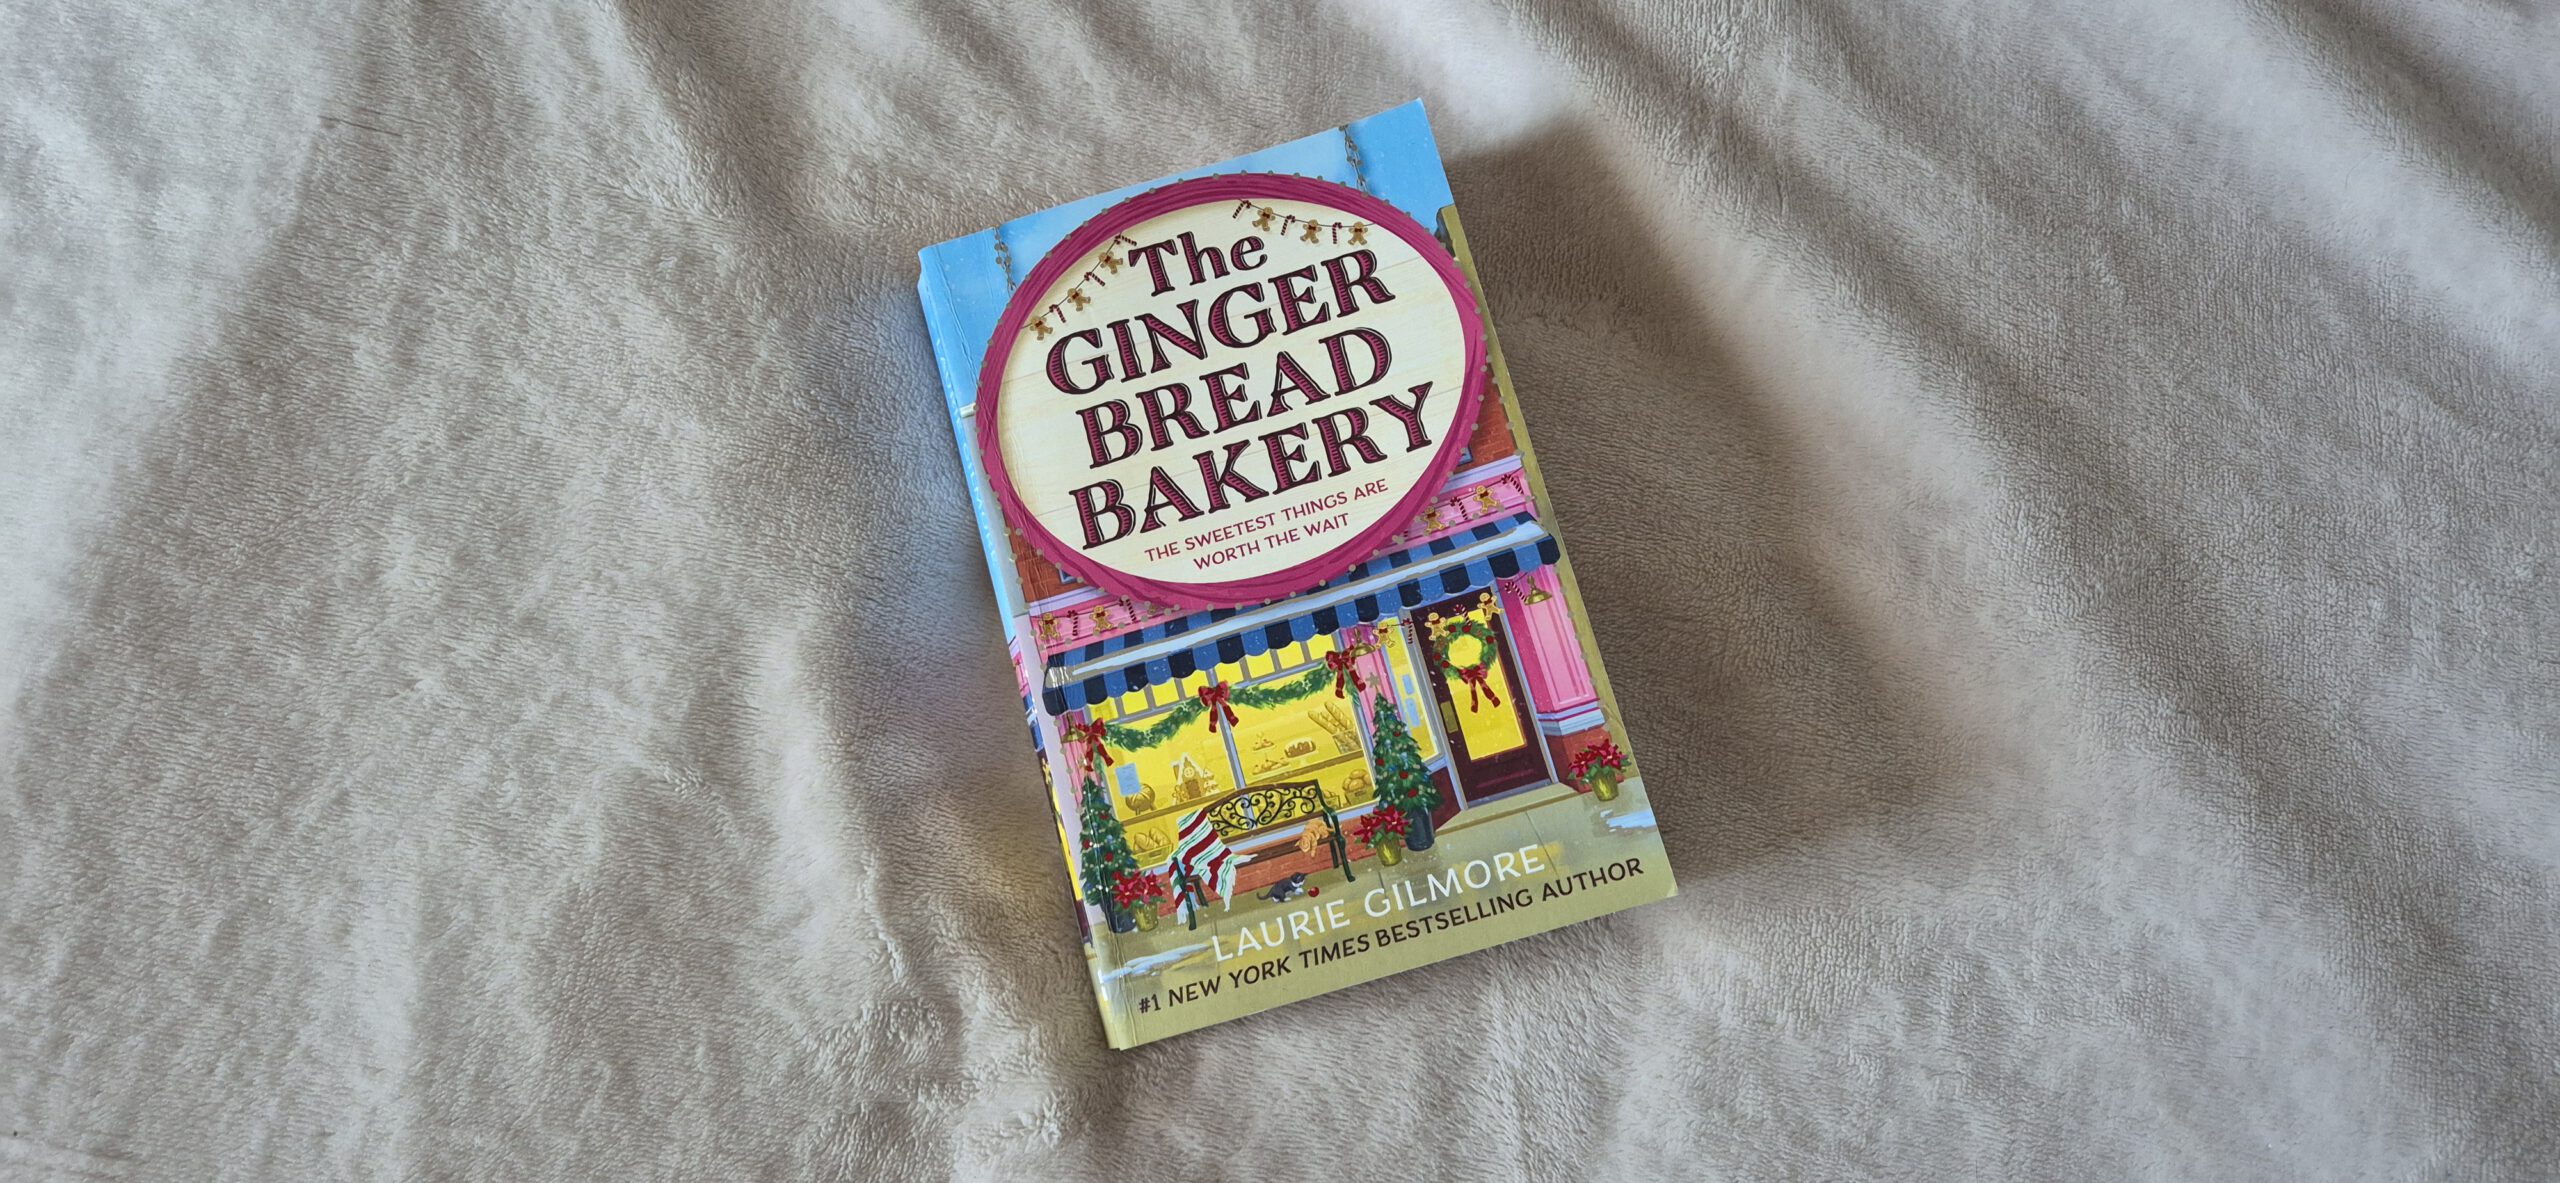 The
GINGER
BREAD
BAKERY
THE SWEETEST THINGS ARE
WORTH THE WAIT
LAURIE GILMORE
#1 NEW YORK TIMES BESTSELLING AUTHOR